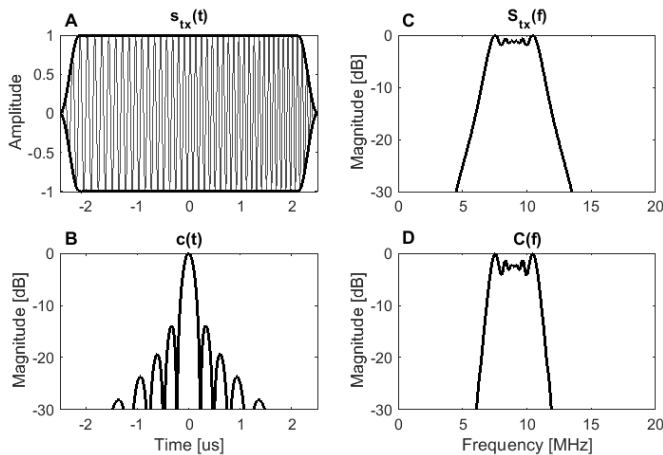 A
s_tx(t)
1
0.5
0
-0.5
-1
Amplitude
-2 -1 0 1 2
C
S_tx(f)
0
-10
-20
-30
Magnitude [dB]
0 5 10 15 20
B
c(t)
0
-10
-20
-30
Magnitude [dB]
-2 -1 0 1 2
Time [us]
D
C(f)
0
-10
-20
-30
Magnitude [dB]
0 5 10 15 20
Frequency [MHz]